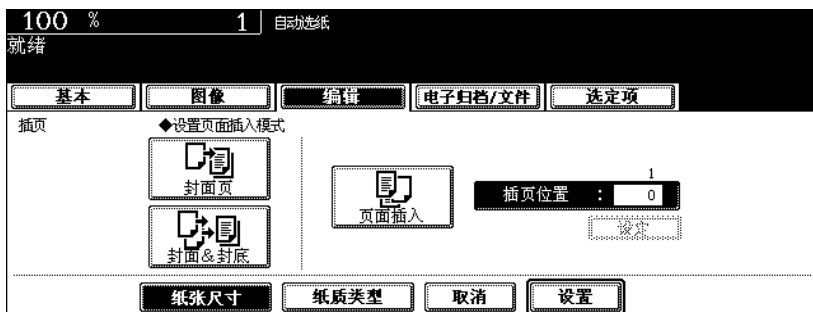 100 % 1 自动选纸
就绪
基本 图像 编辑 电子归档/文件 选定项
插页 ◆设置页面插入模式
封面页
1
页面插入 插页位置 : 0
设定
封面&封底
纸张尺寸 纸质类型 取消 设置